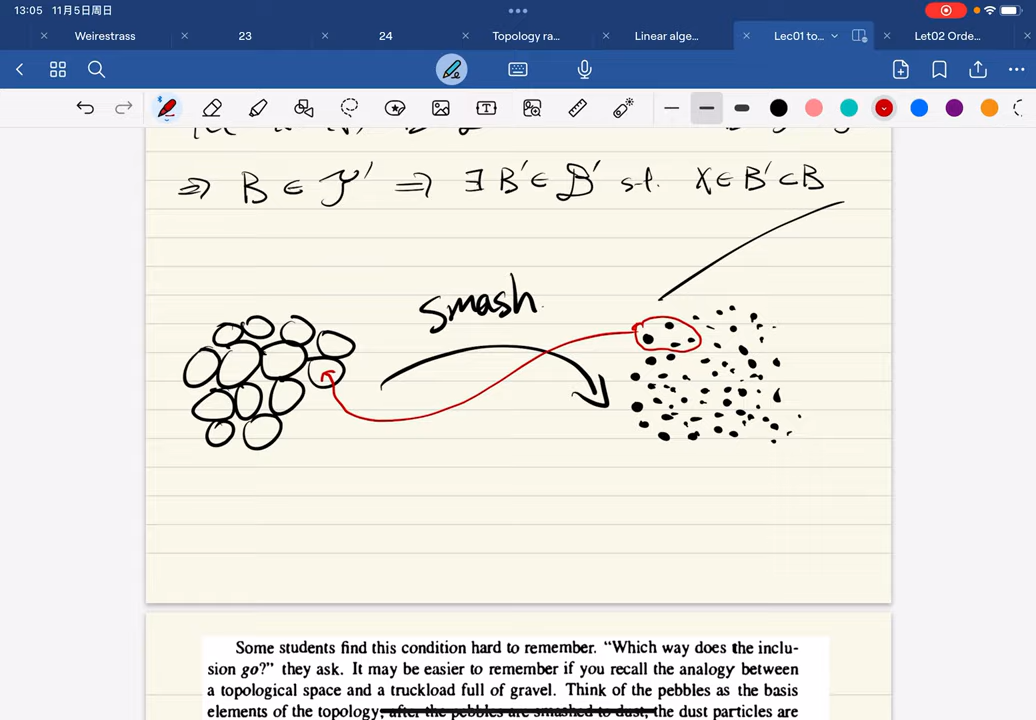 13:05 11月5日周日
Weirestrass 23 24 Topology ra... Linear alge... Lec01 to... Let02 Orde...
⇒ B ∈ 𝒯′ ⟹ ∃ B′ ∈ ℬ′ s.t. x ∈ B′ ⊂ B
smash
Some students find this condition hard to remember. “Which way does the inclu-
sion go?” they ask. It may be easier to remember if you recall the analogy between
a topological space and a truckload full of gravel. Think of the pebbles as the basis
elements of the topology; after the pebbles are smashed to dust, the dust particles are